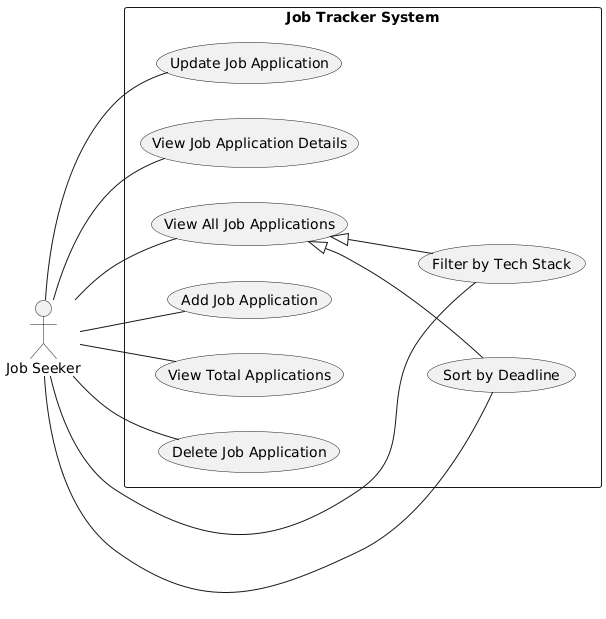 Job Tracker System
Update Job Application
View Job Application Details
View All Job Applications
Filter by Tech Stack
Add Job Application
Job Seeker
View Total Applications
Sort by Deadline
Delete Job Application